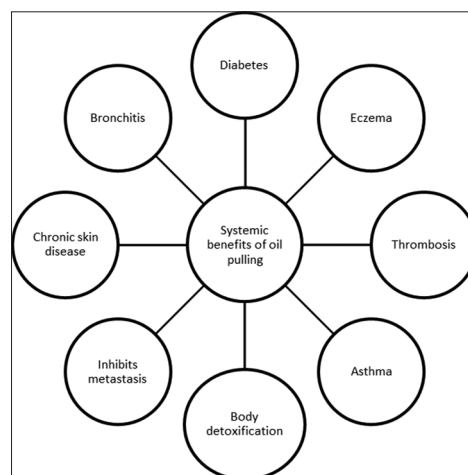 Diabetes
Bronchitis
Eczema
Chronic skin
disease
Systemic
benefits of oil
pulling
Thrombosis
Inhibits
metastasis
Asthma
Body
detoxification